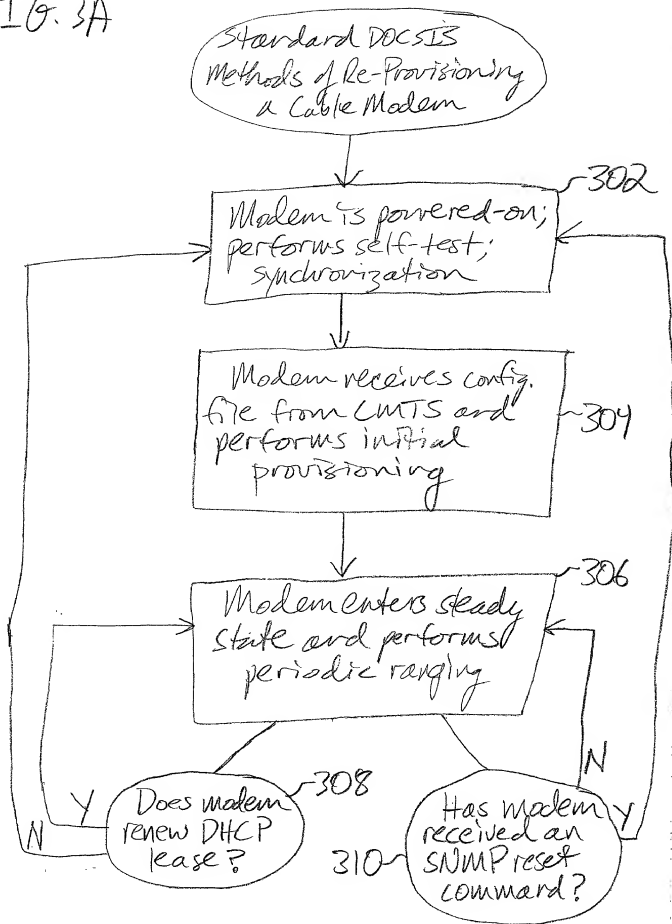 IG. 3A
Standard DOCSIS
Methods of Re-Provisioning
a Cable Modem
302
Modem is powered-on;
performs self-test;
synchronization
Modem receives config.
file from CMTS and
performs initial
provisioning
304
306
Modem enters steady
state and performs
periodic ranging
308
Does modem
renew DHCP
lease?
Y
N
N
Has modem
received an
SNMP reset
command?
Y
310